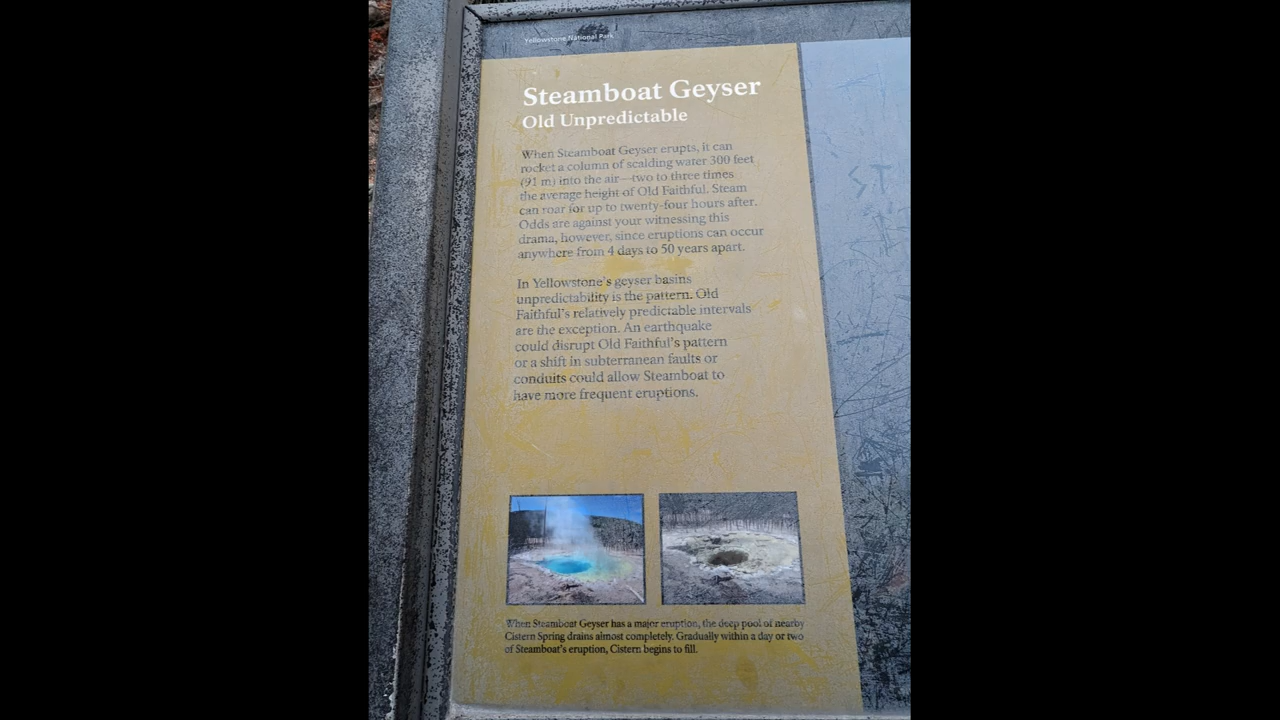 Yellowstone National Park
Steamboat Geyser
Old Unpredictable
When Steamboat Geyser erupts, it can
rocket a column of scalding water 300 feet
(91 m) into the air—two to three times
the average height of Old Faithful. Steam
can roar for up to twenty-four hours after.
Odds are against your witnessing this
drama, however, since eruptions can occur
anywhere from 4 days to 50 years apart.
In Yellowstone's geyser basins
unpredictability is the pattern. Old
Faithful's relatively predictable intervals
are the exception. An earthquake
could disrupt Old Faithful's pattern
or a shift in subterranean faults or
conduits could allow Steamboat to
have more frequent eruptions.
When Steamboat Geyser has a major eruption, the deep pool of nearby
Cistern Spring drains almost completely. Gradually within a day or two
of Steamboat's eruption, Cistern begins to fill.